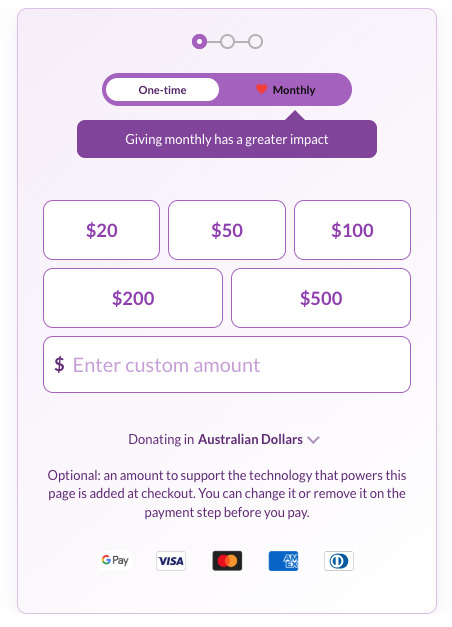 One-time
Monthly
Giving monthly has a greater impact
$20
$50
$100
$200
$500
$ Enter custom amount
Donating in Australian Dollars
Optional: an amount to support the technology that powers this
page is added at checkout. You can change it or remove it on the
payment step before you pay.
G Pay
VISA
AM
EX